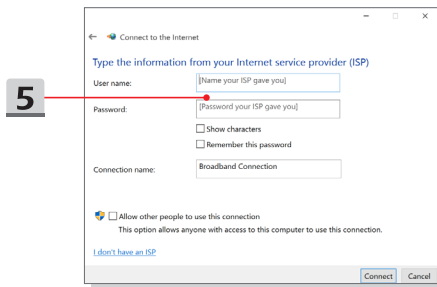 Connect to the Internet
Type the information from your Internet service provider (ISP)
User name:
[Name your ISP gave you]
5
Password:
[Password your ISP gave you]
Show characters
Remember this password
Connection name:
Broadband Connection
Allow other people to use this connection
This option allows anyone with access to this computer to use this connection.
I don't have an ISP
Connect
Cancel